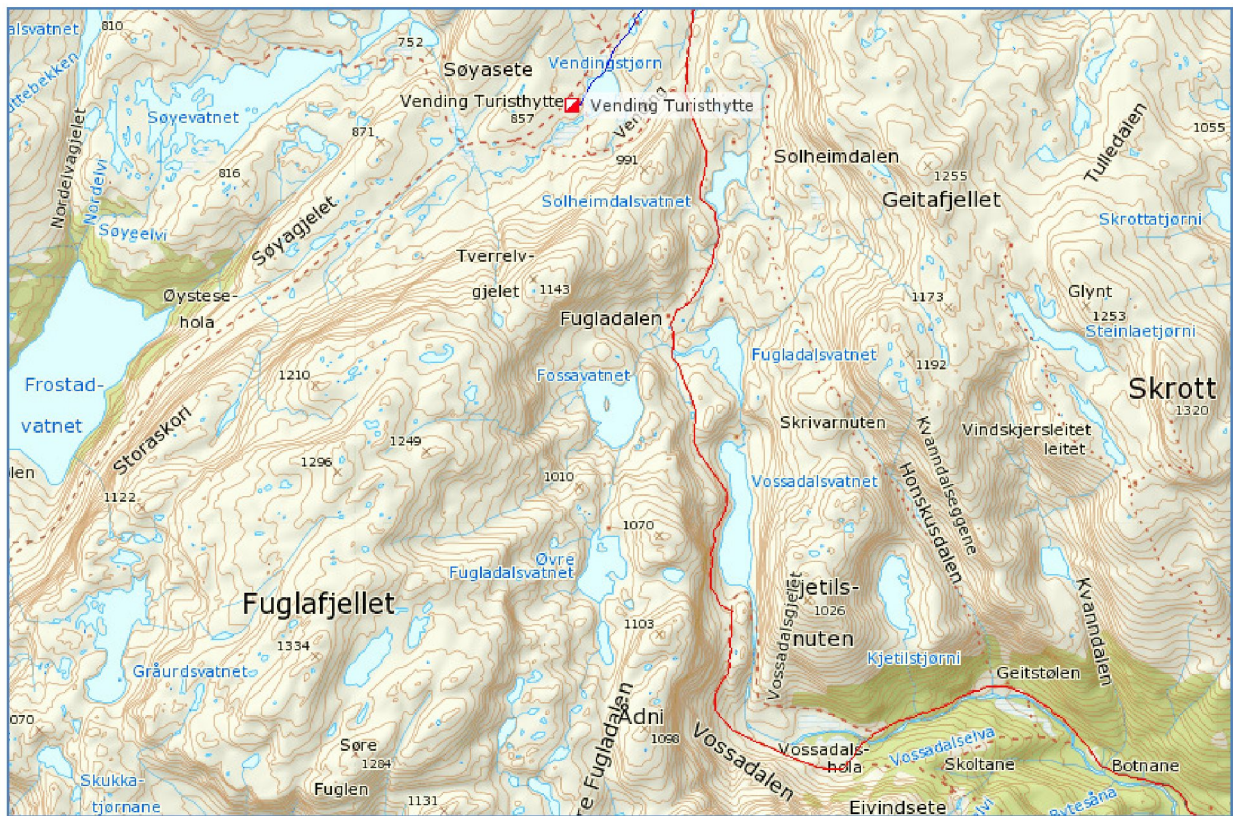 810
alsvatnet
752
Søyasete
Vendingstjørn
Vending Turisthytte
Vending Turisthytte
857
Søyevatnet
871
991
816
Nordelvagjelet
Nordelvi
Søyeelvi
Søyagjelet
Solheimdalen
1255
1055
Tulledalen
Geitafjellet
Solheimdalsvatnet
Skrottatjørni
Tverrelv-
gjelet
1143
Øystese-
hola
Fugladalen
1173
Glynt
1253
Steinlaetjørni
Frostad-
vatnet
1210
Fossavatnet
Fugladalsvatnet
1192
Skrott
1320
Storaskori
1249
1296
Skrivarnuten
Kvanndalseggene
Vindskjersleitet
leitet
1122
1010
Vossadalsvatnet
Honskusdalen
1070
Øvre
Fugladalsvatnet
Fuglafjellet
1334
1103
Vossadalsgjelet
1026
nuten
Kvanndalen
Gråurdsvatnet
Kjetilstjørni
Geitstølen
070
Ådni
1098
Søre
1284
Fuglen
Vossadalen
Vossadals-
hola
Vossadalselva
Skoltane
Botnane
Skukka-
tjørnane
1131
Te Fugladalen
Eivindsete
Bytesåna